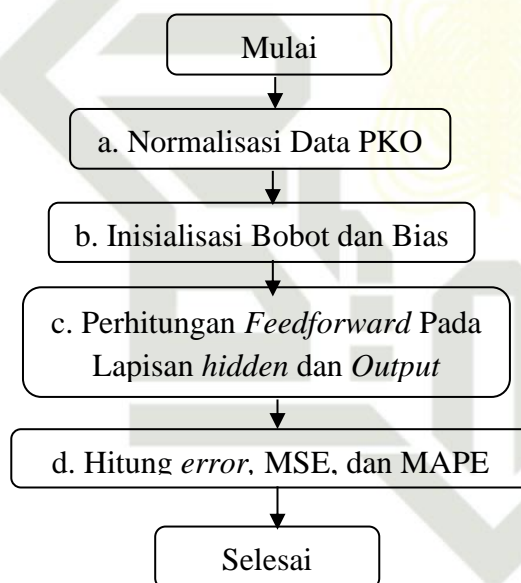 Mulai
a. Normalisasi Data PKO
b. Inisialisasi Bobot dan Bias
c. Perhitungan Feedforward Pada
Lapisan hidden dan Output
d. Hitung error, MSE, dan MAPE
Selesai